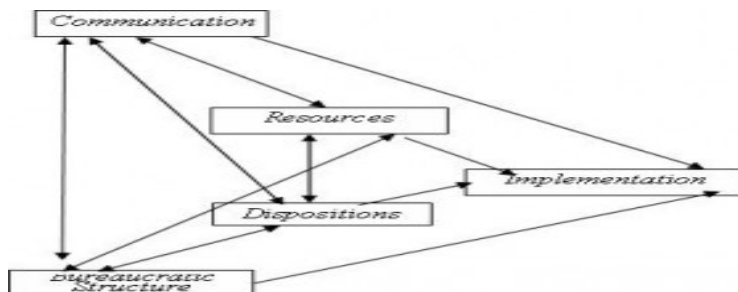 Communication
Resources
Implementation
Dispositions
Bureaucratic
Structure